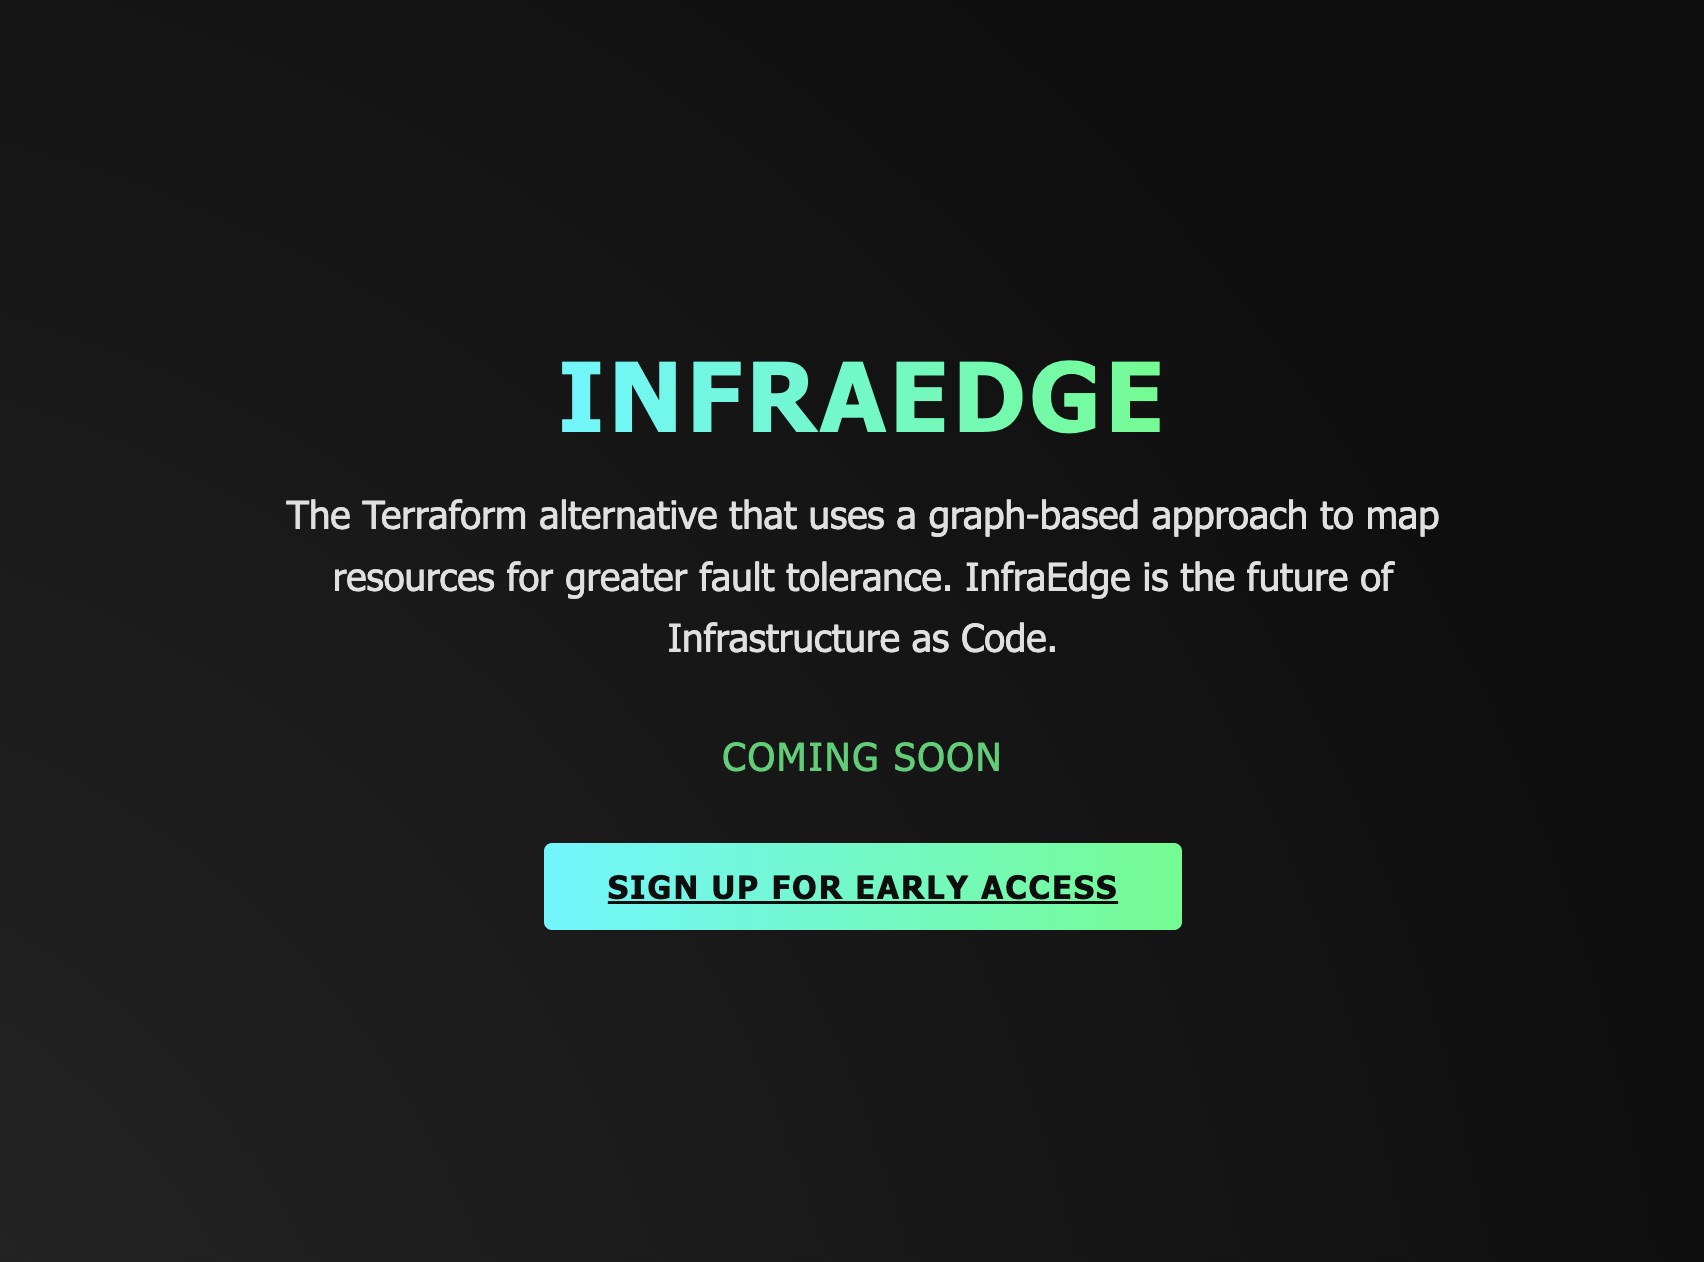 INFRAEDGE
The Terraform alternative that uses a graph-based approach to map
resources for greater fault tolerance. InfraEdge is the future of
Infrastructure as Code.
COMING SOON
SIGN UP FOR EARLY ACCESS